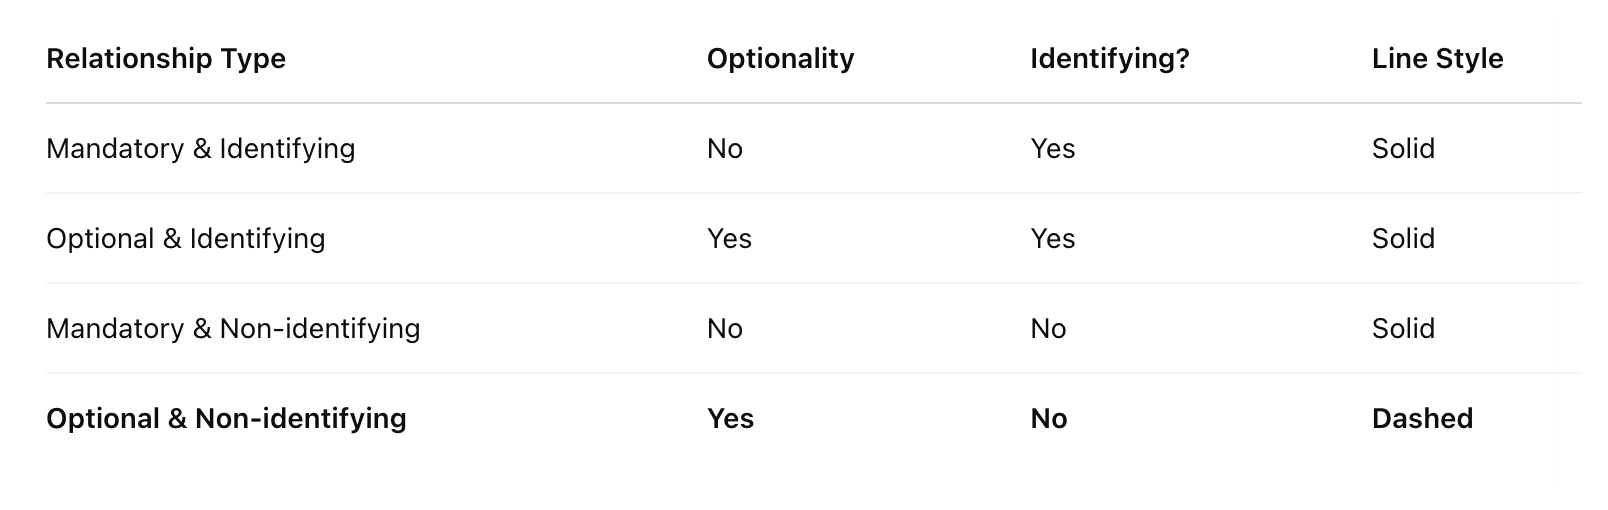 Relationship Type Optionality Identifying? Line Style
Mandatory & Identifying No Yes Solid
Optional & Identifying Yes Yes Solid
Mandatory & Non-identifying No No Solid
Optional & Non-identifying Yes No Dashed